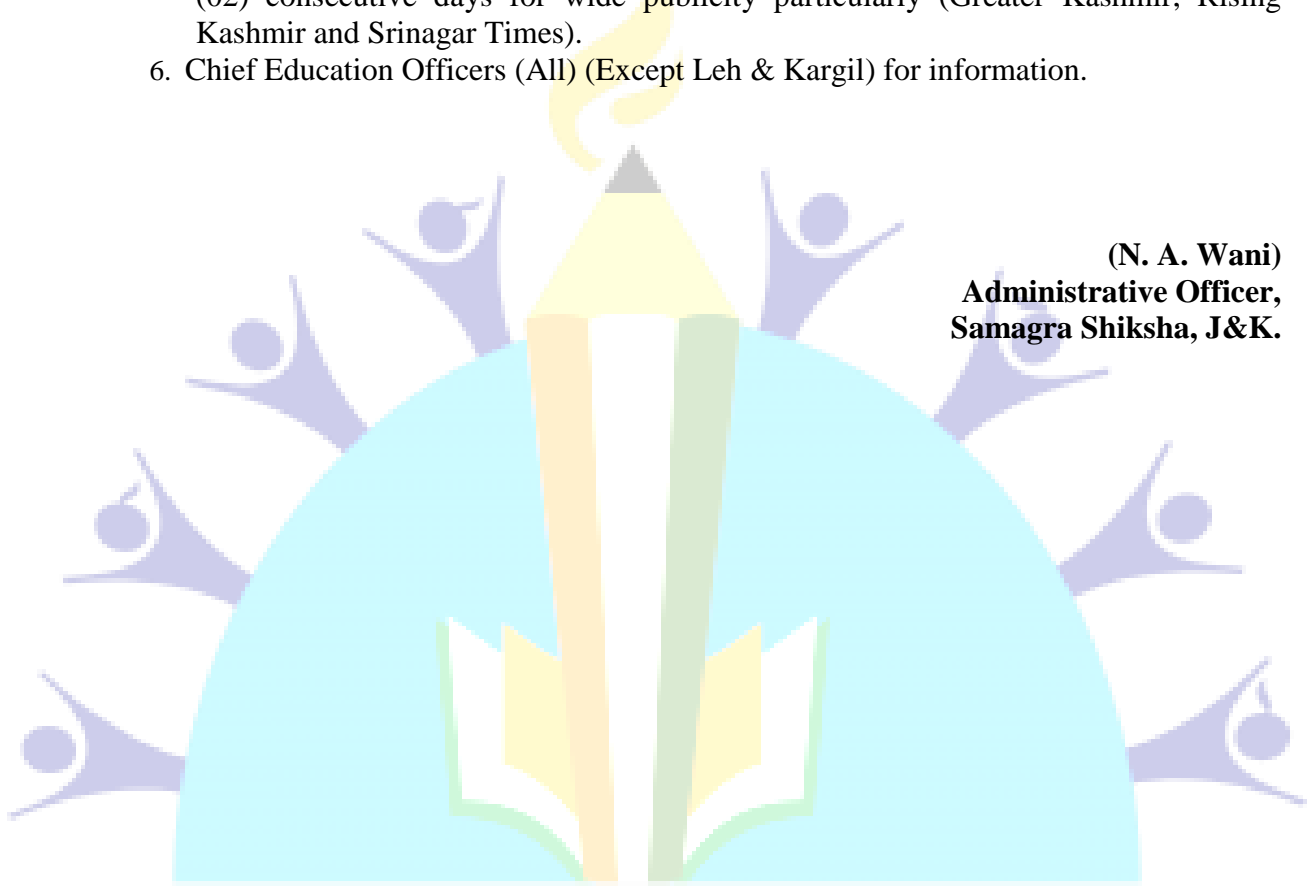 (02) consecutive days for wide publicity particularly (Greater Kashmir, Rising
Kashmir and Srinagar Times).
6. Chief Education Officers (All) (Except Leh & Kargil) for information.
(N. A. Wani)
Administrative Officer,
Samagra Shiksha, J&K.